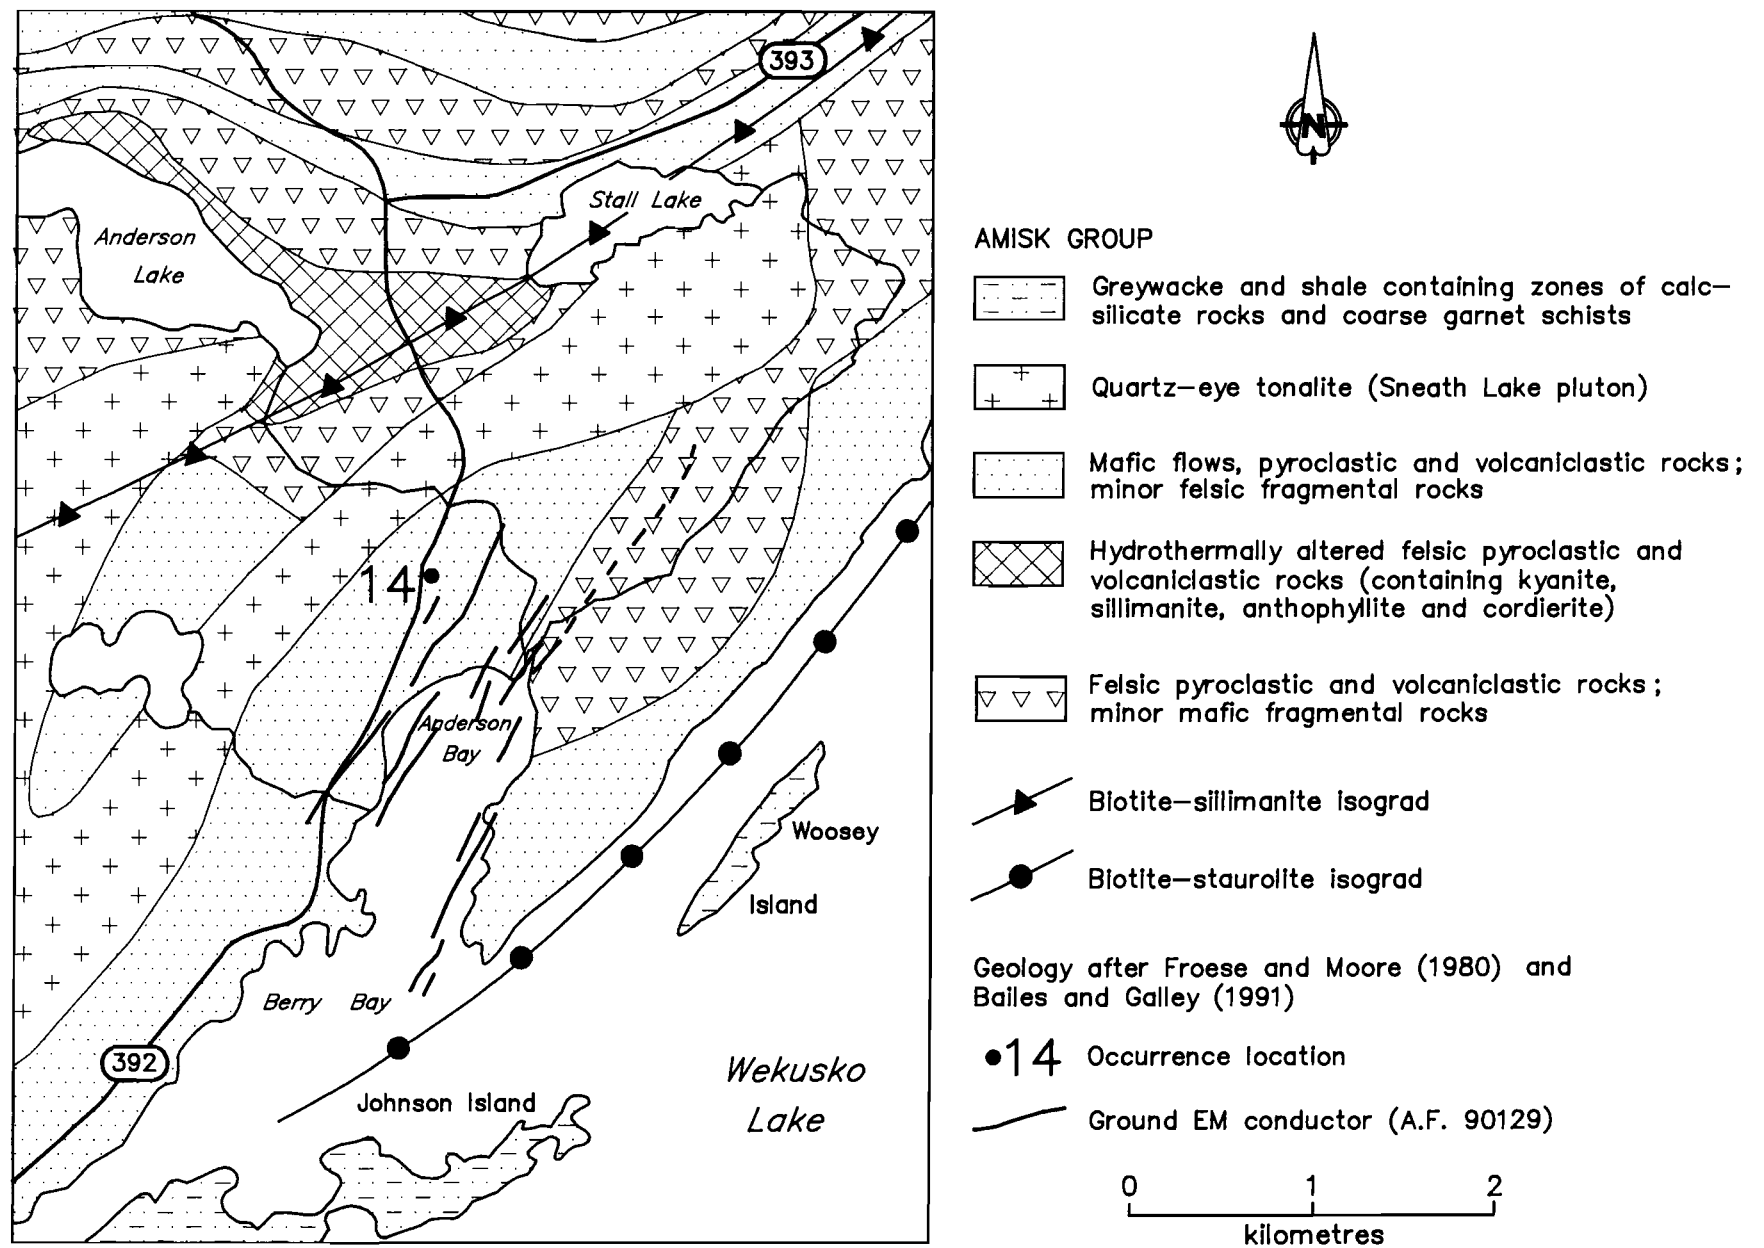 393
Stall Lake
Anderson
Lake
14
Anderson
Bay
Woosey
Island
Berry Bay
392
Johnson Island
Wekusko
Lake
N
AMISK GROUP
Greywacke and shale containing zones of calc-
silicate rocks and coarse garnet schists
Quartz-eye tonalite (Sneath Lake pluton)
Mafic flows, pyroclastic and volcaniclastic rocks;
minor felsic fragmental rocks
Hydrothermally altered felsic pyroclastic and
volcaniclastic rocks (containing kyanite,
sillimanite, anthophyllite and cordierite)
Felsic pyroclastic and volcaniclastic rocks;
minor mafic fragmental rocks
Biotite-sillimanite isograd
Biotite-staurolite isograd
Geology after Froese and Moore (1980) and
Bailes and Galley (1991)
•14 Occurrence location
Ground EM conductor (A.F. 90129)
0 1 2
kilometres